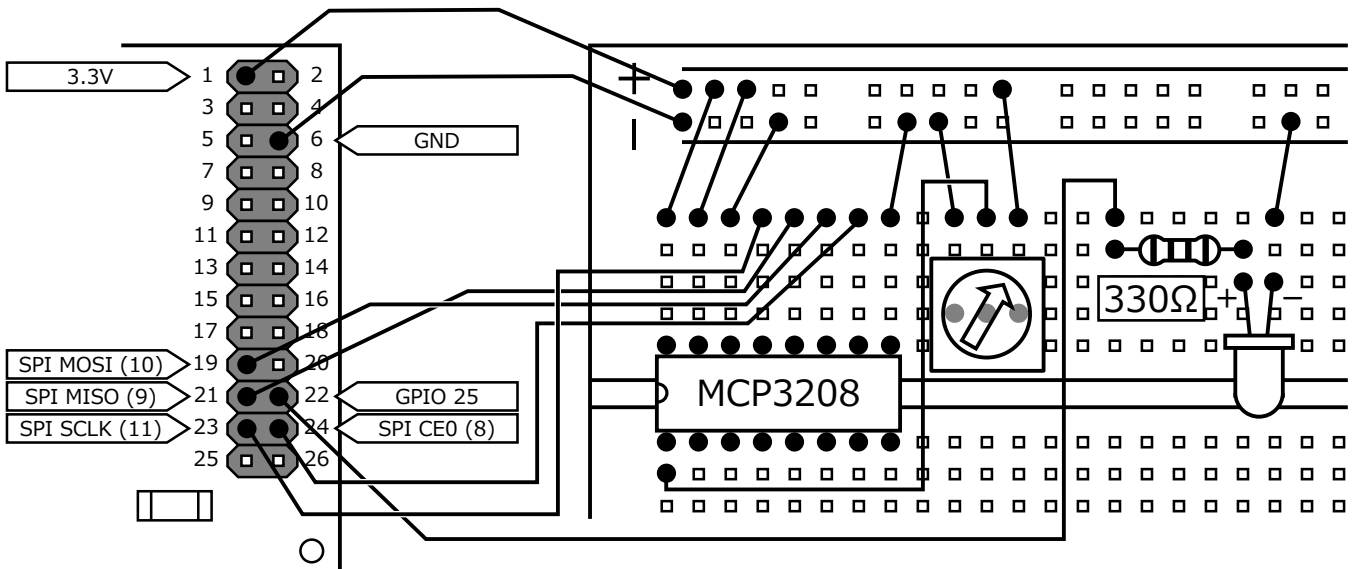 3.3V
1 2
3 4
5 6
GND
7 8
9 10
11 12
13 14
15 16
17 18
SPI MOSI (10)
19 20
SPI MISO (9)
21 22
GPIO 25
SPI SCLK (11)
23 24
SPI CE0 (8)
25 26
+
−
330Ω
+ −
MCP3208